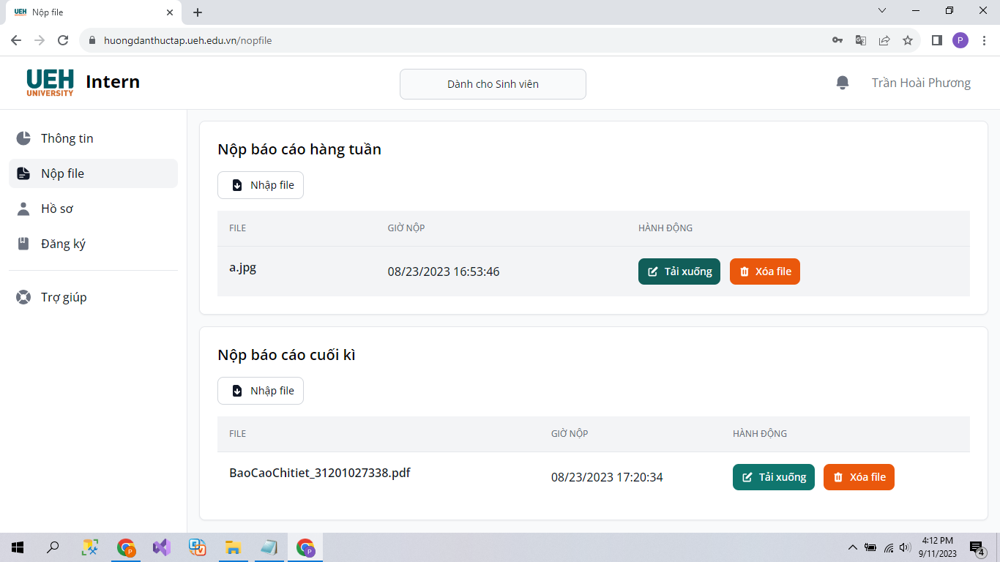 UEH Nộp file
huongdanthuctap.ueh.edu.vn/nopfile
P
UEH
UNIVERSITY
Intern
Dành cho Sinh viên
Trần Hoài Phương
Thông tin
Nộp file
Hồ sơ
Đăng ký
Trợ giúp
Nộp báo cáo hàng tuần
Nhập file
FILE GIỜ NỘP HÀNH ĐỘNG
a.jpg 08/23/2023 16:53:46 Tải xuống Xóa file
Nộp báo cáo cuối kì
Nhập file
FILE GIỜ NỘP HÀNH ĐỘNG
BaoCaoChitiet_31201027338.pdf 08/23/2023 17:20:34 Tải xuống Xóa file
P
E
V
P
4:12 PM
9/11/2023
4